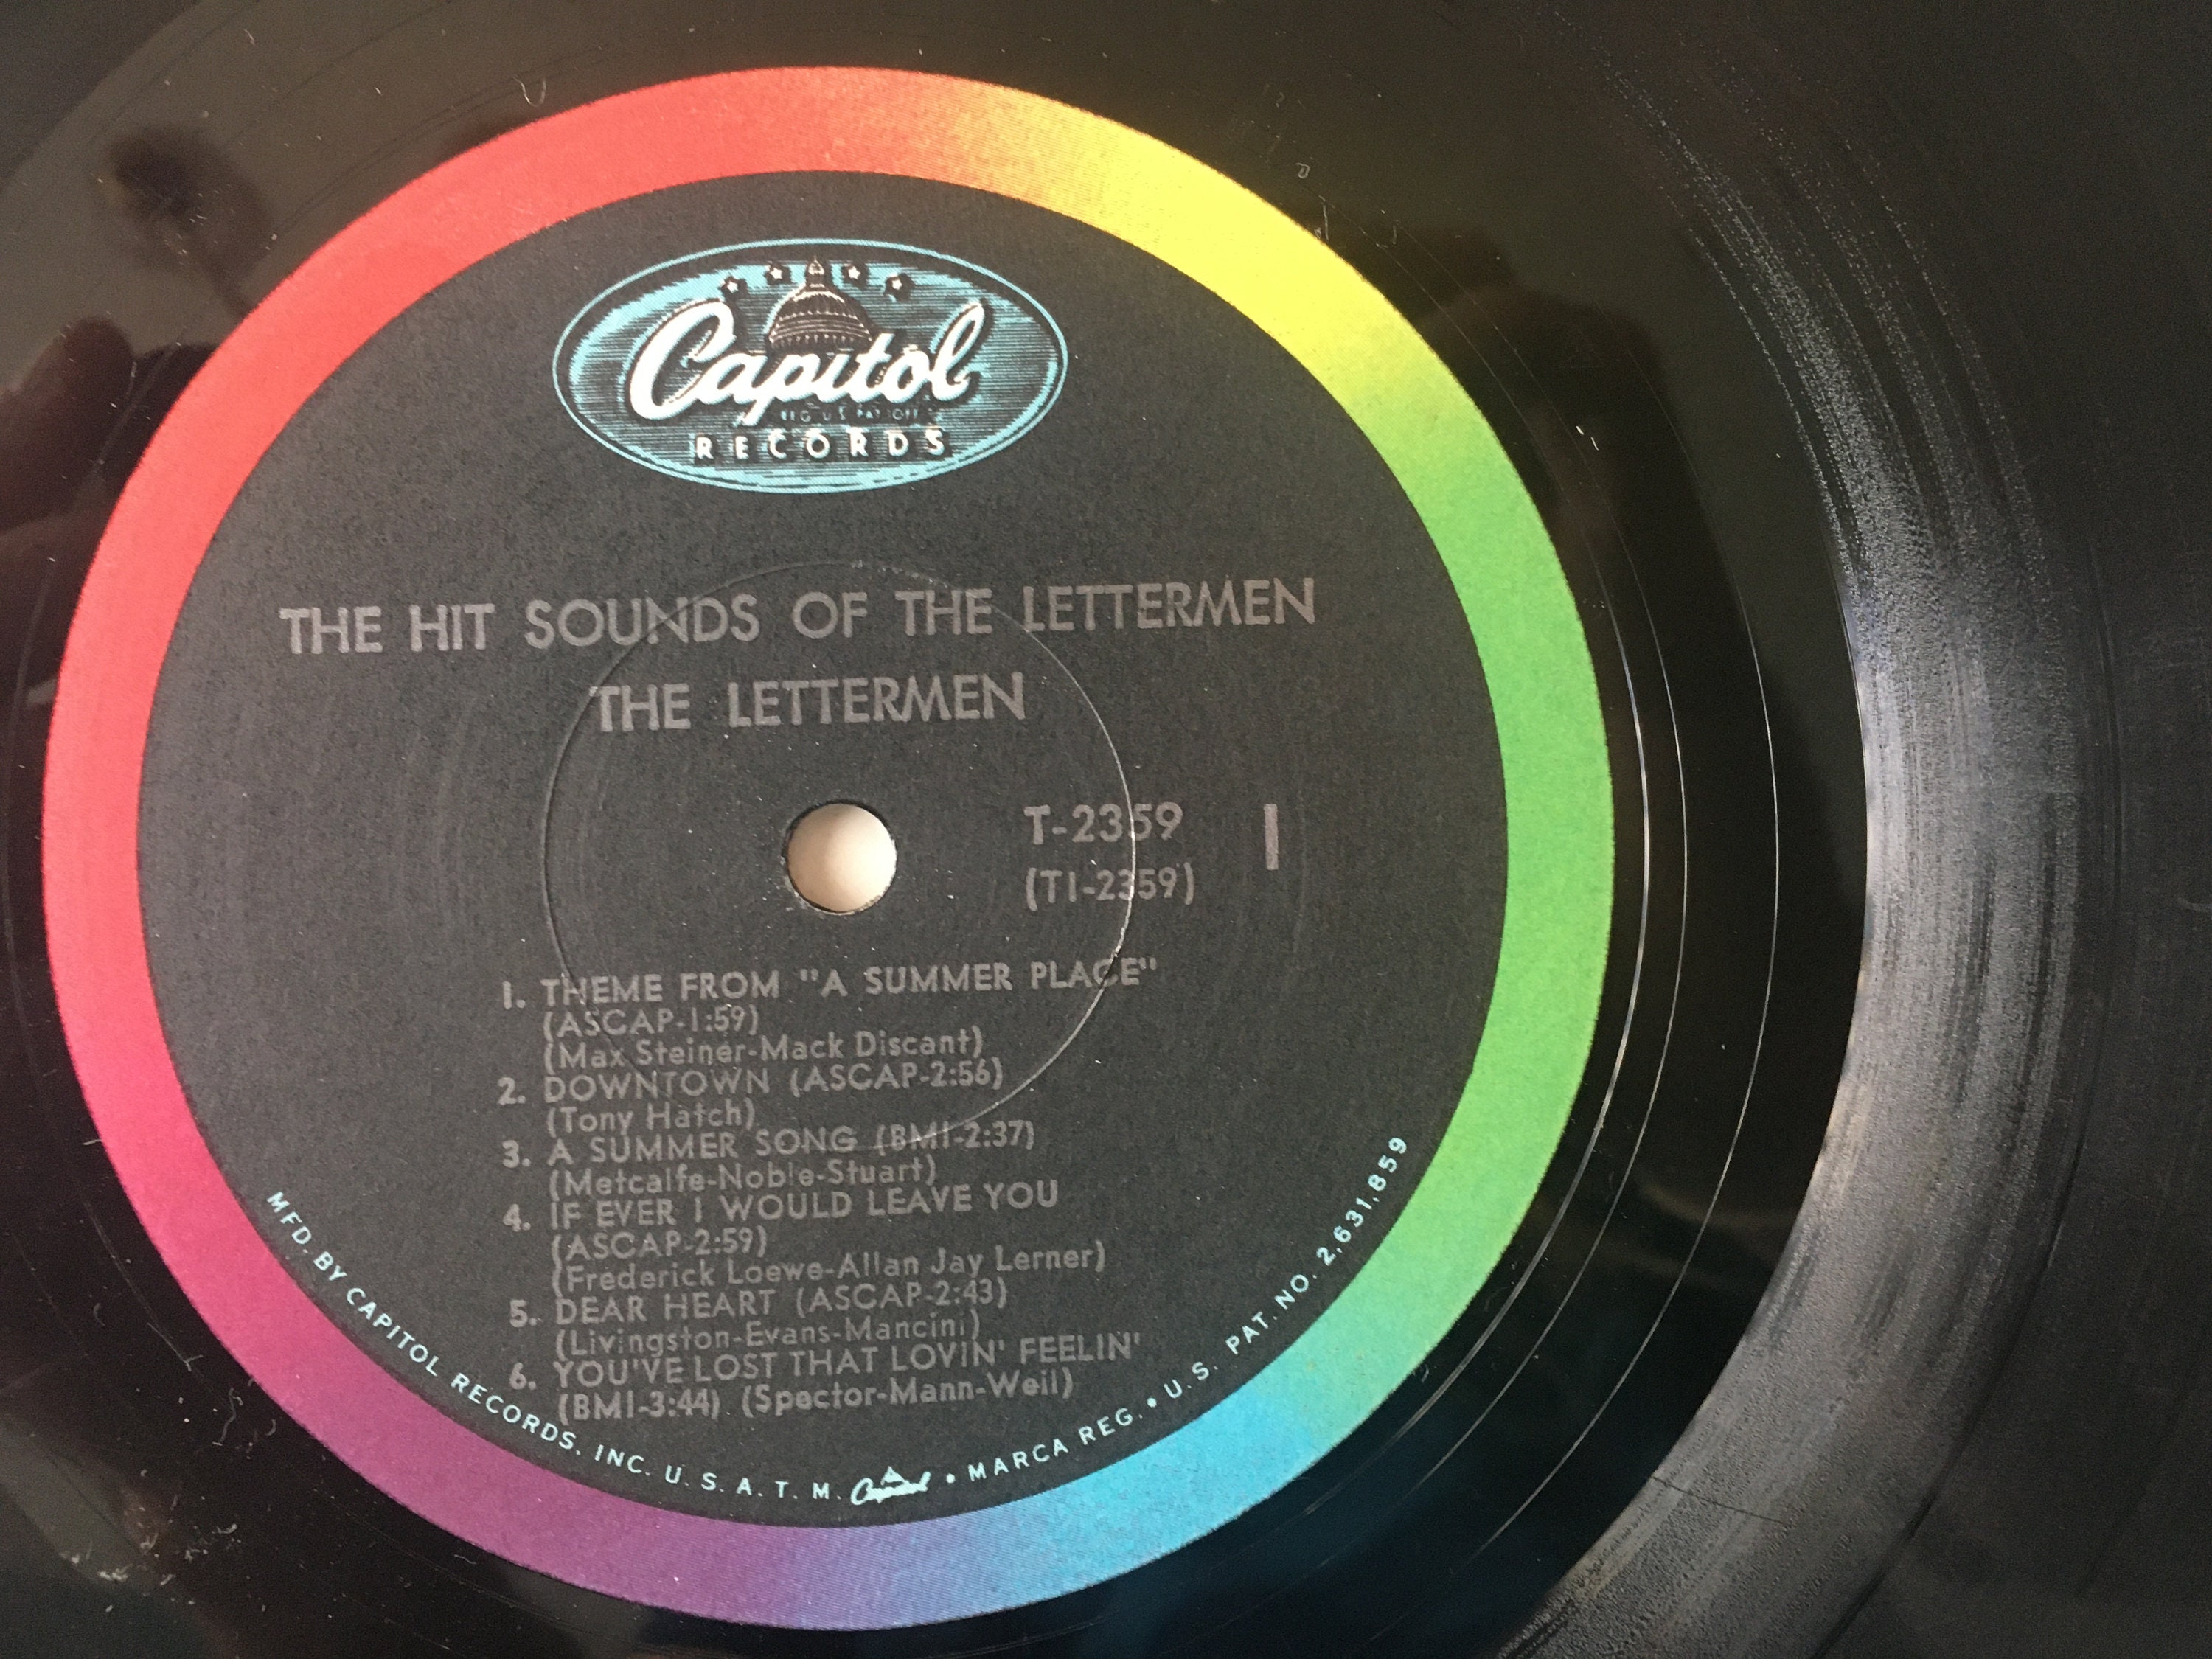 Capitol
REG. U.S. PAT. OFF.
RECORDS
THE HIT SOUNDS OF THE LETTERMEN
THE LETTERMEN
T-2359 1
(T1-2359)
1. THEME FROM "A SUMMER PLACE"
(ASCAP-1:59)
(Max Steiner-Mack Discant)
2. DOWNTOWN (ASCAP-2:56)
(Tony Hatch)
3. A SUMMER SONG (BMI-2:37)
(Metcalfe-Noble-Stuart)
4. IF EVER I WOULD LEAVE YOU
(ASCAP-2:59)
(Frederick Loewe-Allan Jay Lerner)
5. DEAR HEART (ASCAP-2:43)
(Livingston-Evans-Mancini)
6. YOU'VE LOST THAT LOVIN' FEELIN'
(BMI-3:44) (Spector-Mann-Weil)
MFD. BY CAPITOL RECORDS, INC. U.S.A. T.M. Capitol • MARCA REG. • U.S. PAT. NO. 2,631,859